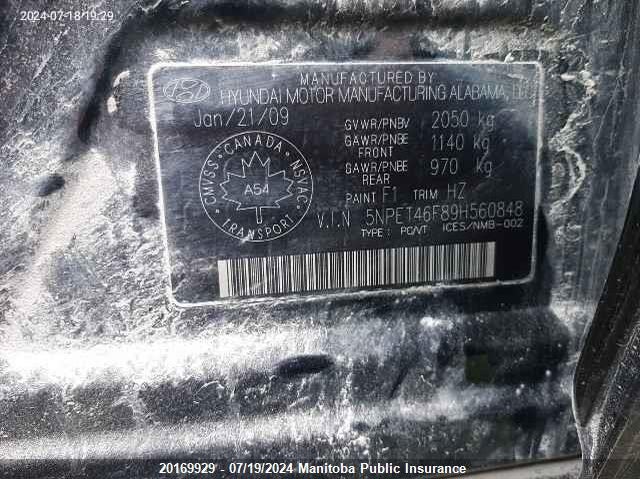 2024-07-18/19:29
MANUFACTURED BY
HYUNDAI MOTOR MANUFACTURING ALABAMA, LLC
Jan/21/09
GVWR/PNBV 2050 kg
GAWR/PNBE FRONT 1140 kg
GAWR/PNBE REAR 970 kg
PAINT F1 TRIM HZ
V.I.N 5NPET46F89H560848
TYPE : PC/VT ICES/NMB-002
CANADA
CMVSS NSVAC
A54
TRANSPORT
20169929 - 07/19/2024 Manitoba Public Insurance